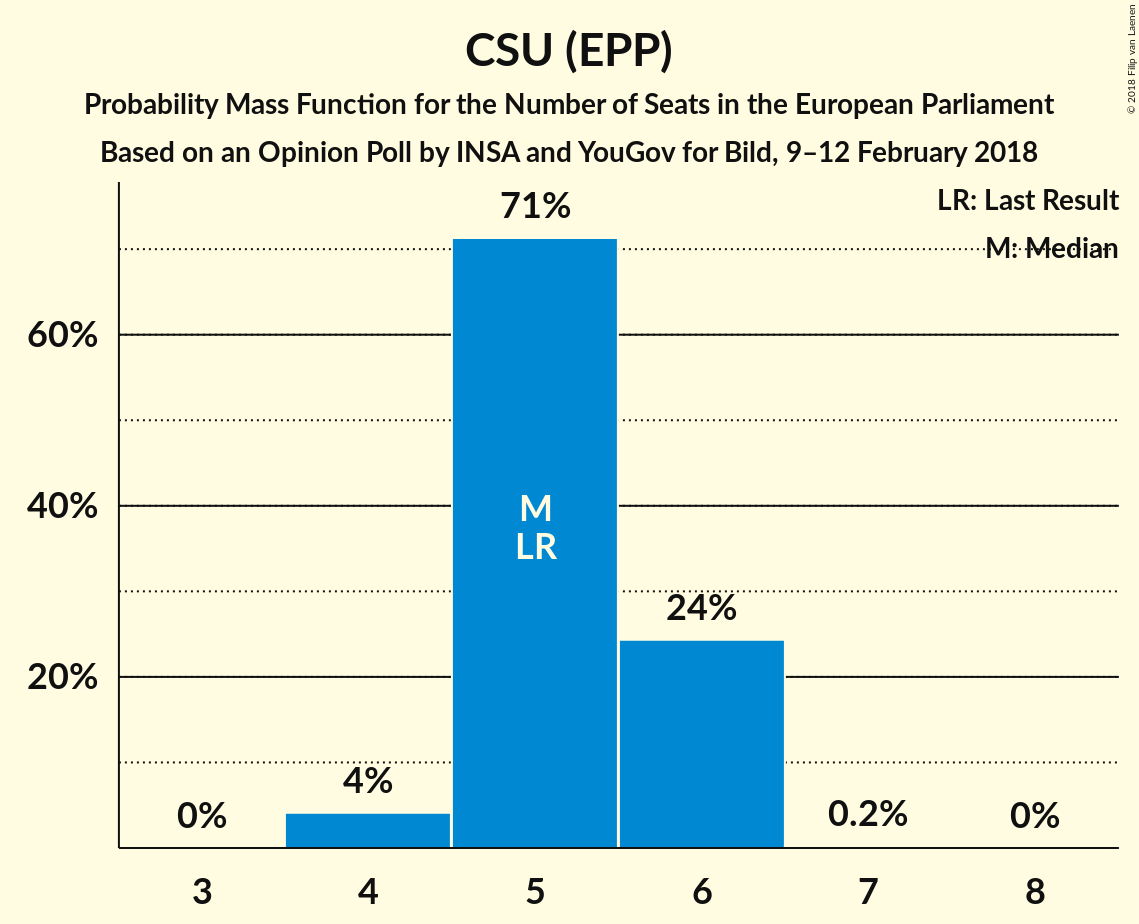 CSU (EPP)
Probability Mass Function for the Number of Seats in the European Parliament
Based on an Opinion Poll by INSA and YouGov for Bild, 9–12 February 2018
© 2018 Filip van Laenen
LR: Last Result
M: Median
71%
60%
40%
20%
M
LR
24%
4%
0%
0.2%
0%
3 4 5 6 7 8